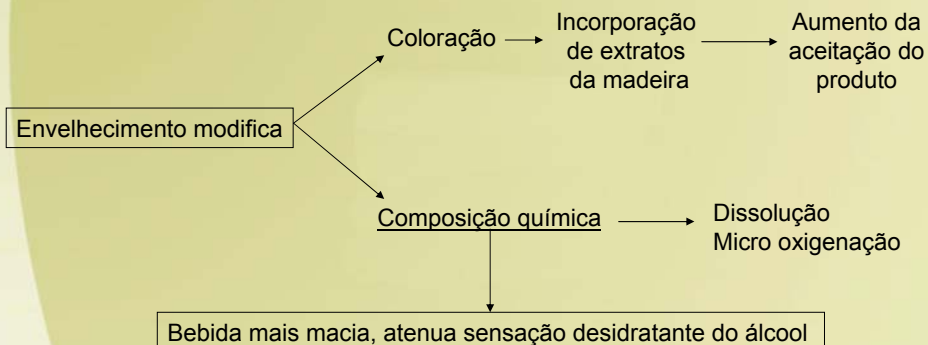 Coloração
Incorporação
de extratos
da madeira
Aumento da
aceitação do
produto
Envelhecimento modifica
Composição química
Dissolução
Micro oxigenação
Bebida mais macia, atenua sensação desidratante do álcool